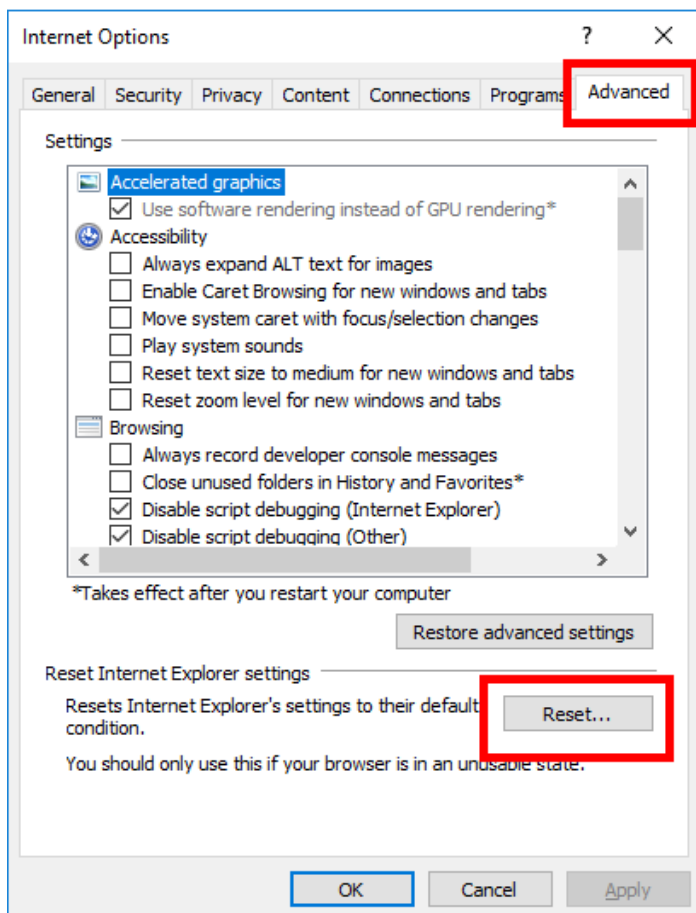 Internet Options
?
General Security Privacy Content Connections Programs Advanced
Settings
Accelerated graphics
Use software rendering instead of GPU rendering*
Accessibility
Always expand ALT text for images
Enable Caret Browsing for new windows and tabs
Move system caret with focus/selection changes
Play system sounds
Reset text size to medium for new windows and tabs
Reset zoom level for new windows and tabs
Browsing
Always record developer console messages
Close unused folders in History and Favorites*
Disable script debugging (Internet Explorer)
Disable script debugging (Other)
*Takes effect after you restart your computer
Restore advanced settings
Reset Internet Explorer settings
Resets Internet Explorer's settings to their default
condition.
Reset...
You should only use this if your browser is in an unusable state.
OK Cancel Apply